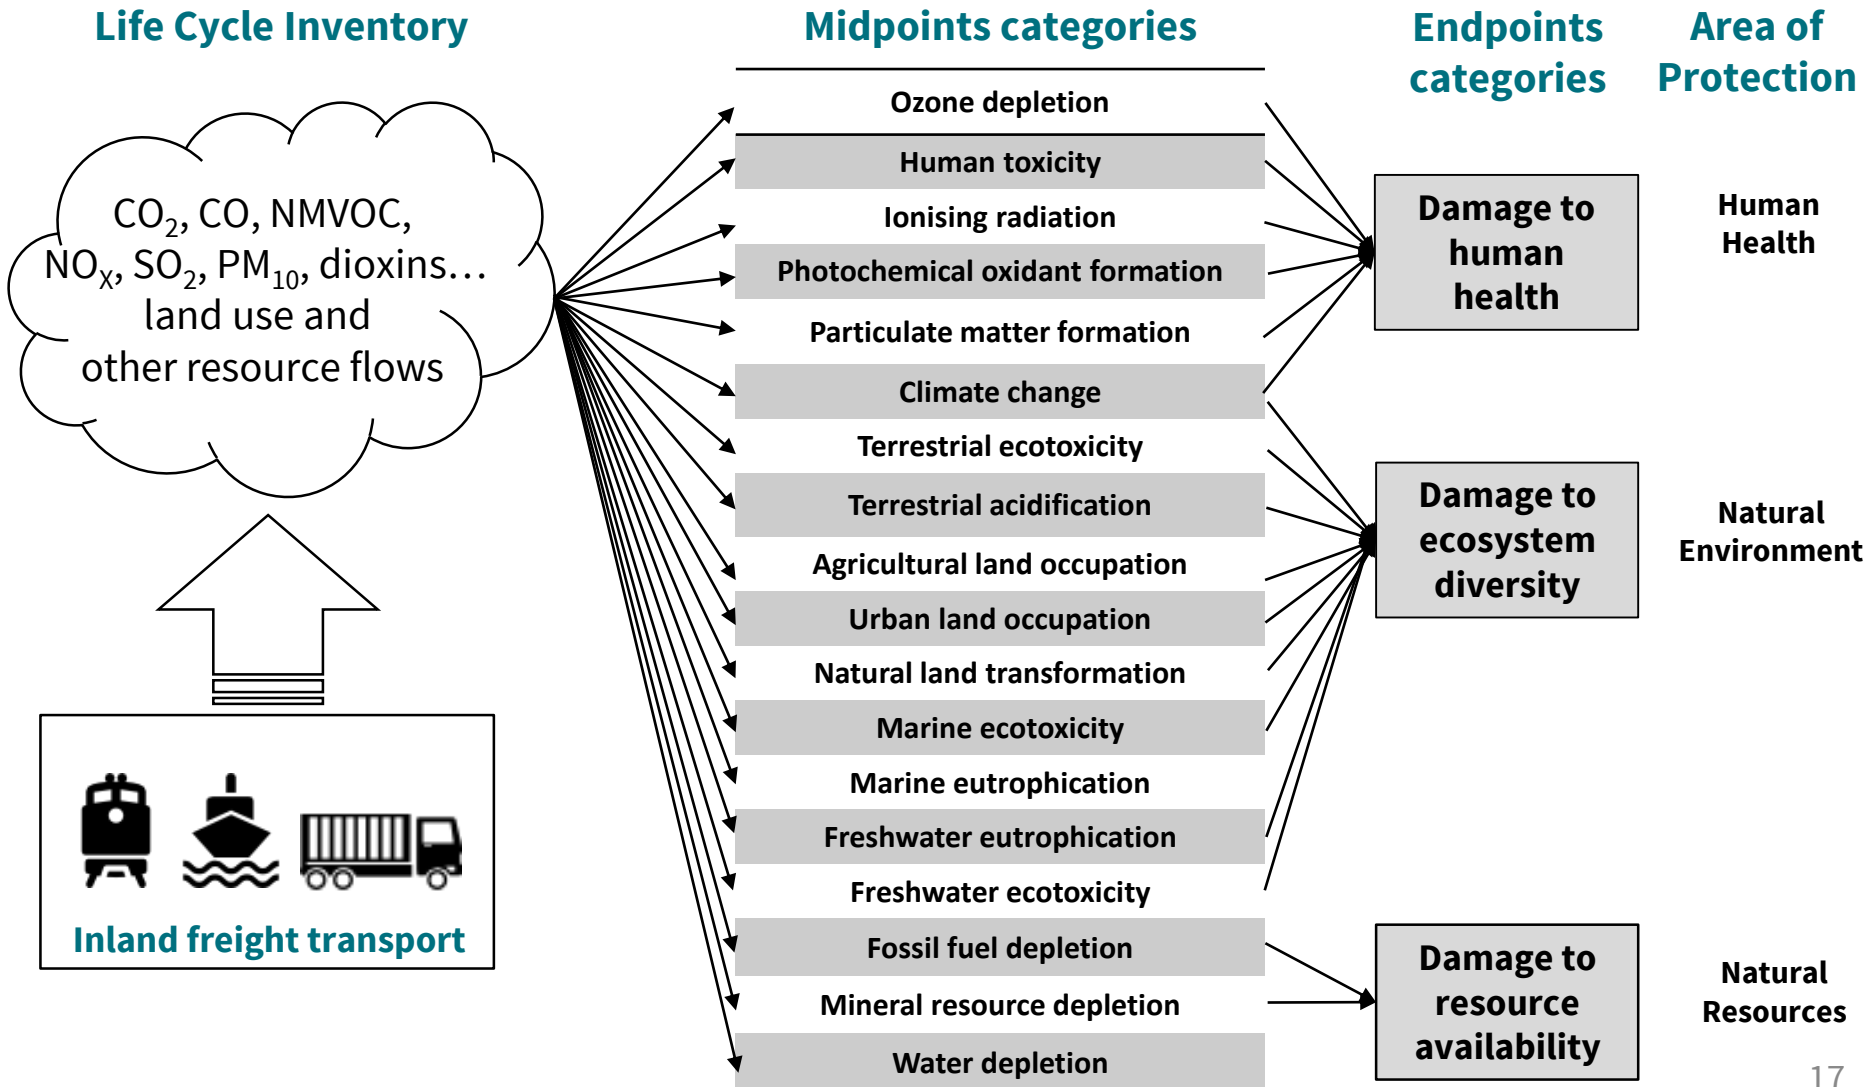 Life Cycle Inventory
Midpoints categories
Endpoints
categories
Area of
Protection
CO₂, CO, NMVOC,
NOₓ, SO₂, PM₁₀, dioxins…
land use and
other resource flows
Inland freight transport
Ozone depletion
Human toxicity
Ionising radiation
Photochemical oxidant formation
Particulate matter formation
Climate change
Terrestrial ecotoxicity
Terrestrial acidification
Agricultural land occupation
Urban land occupation
Natural land transformation
Marine ecotoxicity
Marine eutrophication
Freshwater eutrophication
Freshwater ecotoxicity
Fossil fuel depletion
Mineral resource depletion
Water depletion
Damage to
human
health
Damage to
ecosystem
diversity
Damage to
resource
availability
Human
Health
Natural
Environment
Natural
Resources
17